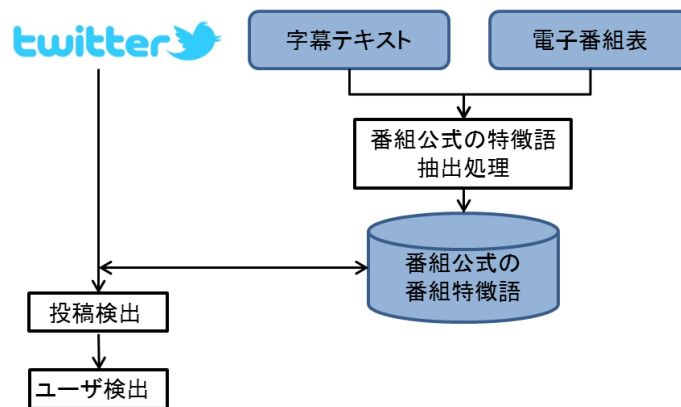 twitter
字幕テキスト
電子番組表
番組公式の特徴語
抽出処理
番組公式の
番組特徴語
投稿検出
ユーザ検出